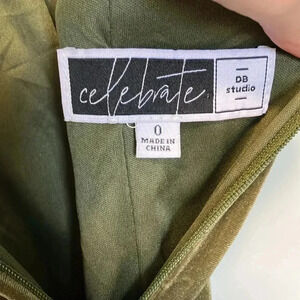 celebrate.
DB
studio
0
MADE IN
CHINA